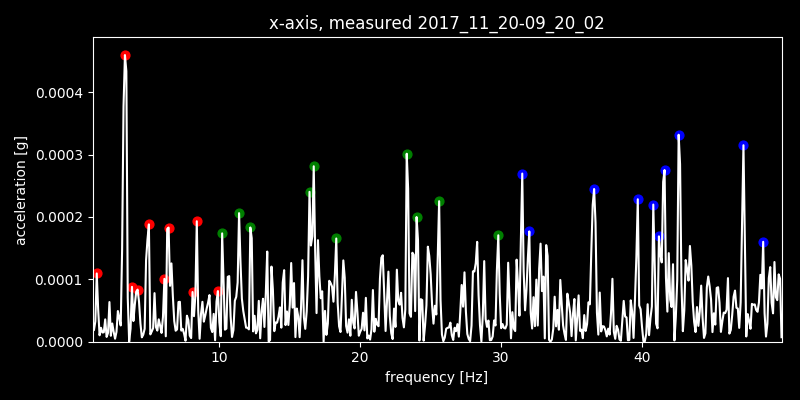 x-axis, measured 2017_11_20-09_20_02
acceleration [g]
0.0004
0.0003
0.0002
0.0001
0.0000
10 20 30 40
frequency [Hz]